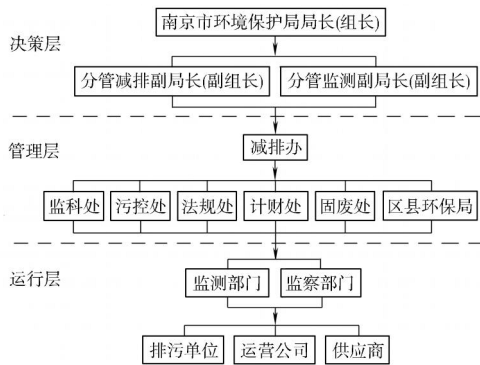 南京市环境保护局局长(组长)
决策层
分管减排副局长(副组长)
分管监测副局长(副组长)
管理层
减排办
监科处
污控处
法规处
计财处
固废处
区县环保局
运行层
监测部门
监察部门
排污单位
运营公司
供应商